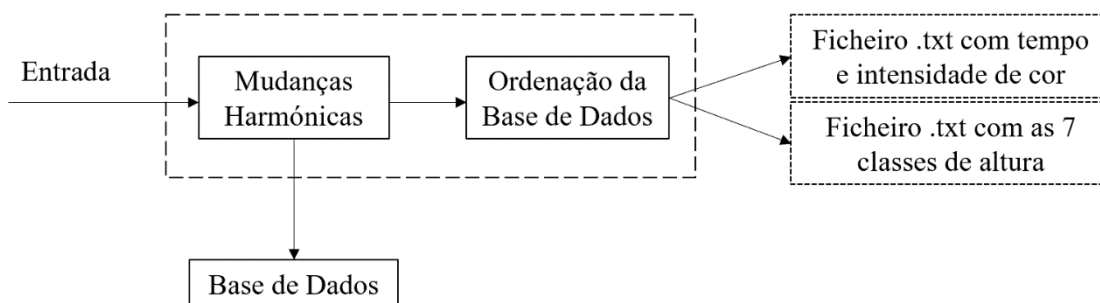 Entrada
Mudanças
Harmónicas
Ordenação da
Base de Dados
Ficheiro .txt com tempo
e intensidade de cor
Ficheiro .txt com as 7
classes de altura
Base de Dados